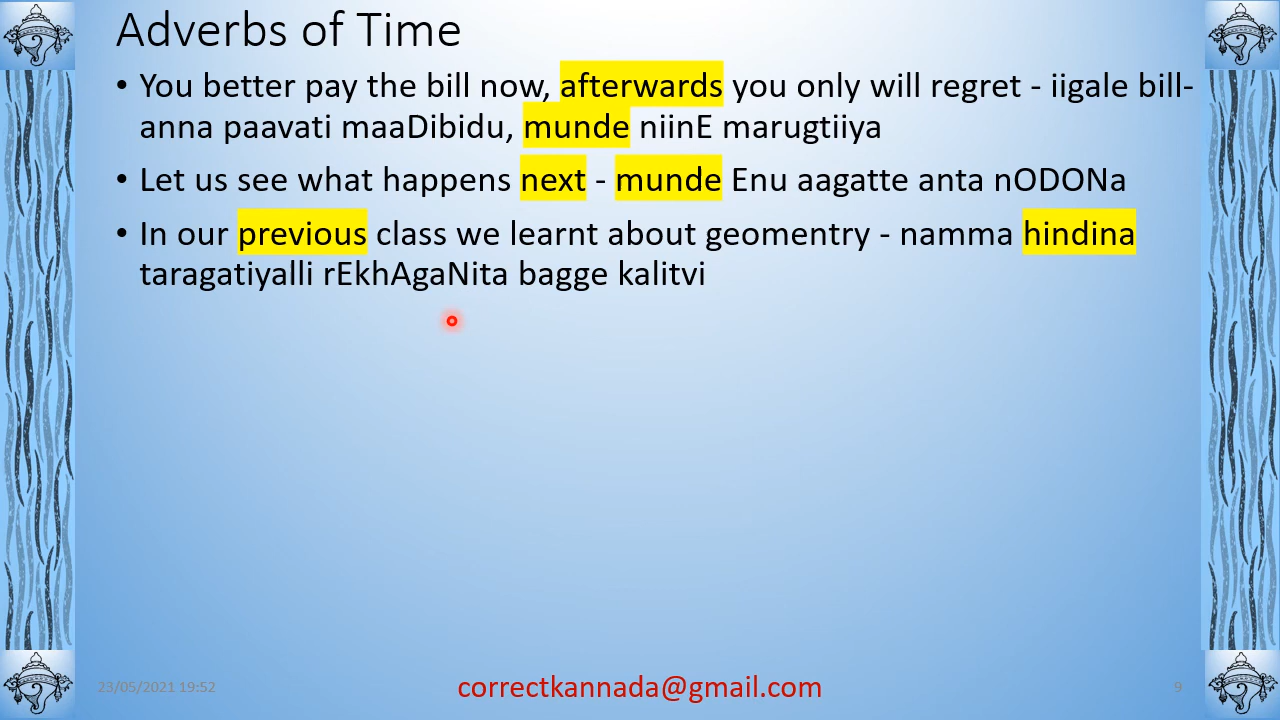 Adverbs of Time
• You better pay the bill now, afterwards you only will regret - iigale bill-
anna paavati maaDibidu, munde niinE marugtiiya
• Let us see what happens next - munde Enu aagatte anta nODONa
• In our previous class we learnt about geomentry - namma hindina
taragatiyalli rEkhAgaNita bagge kalitvi
23/05/2021 19:52
correctkannada@gmail.com
9